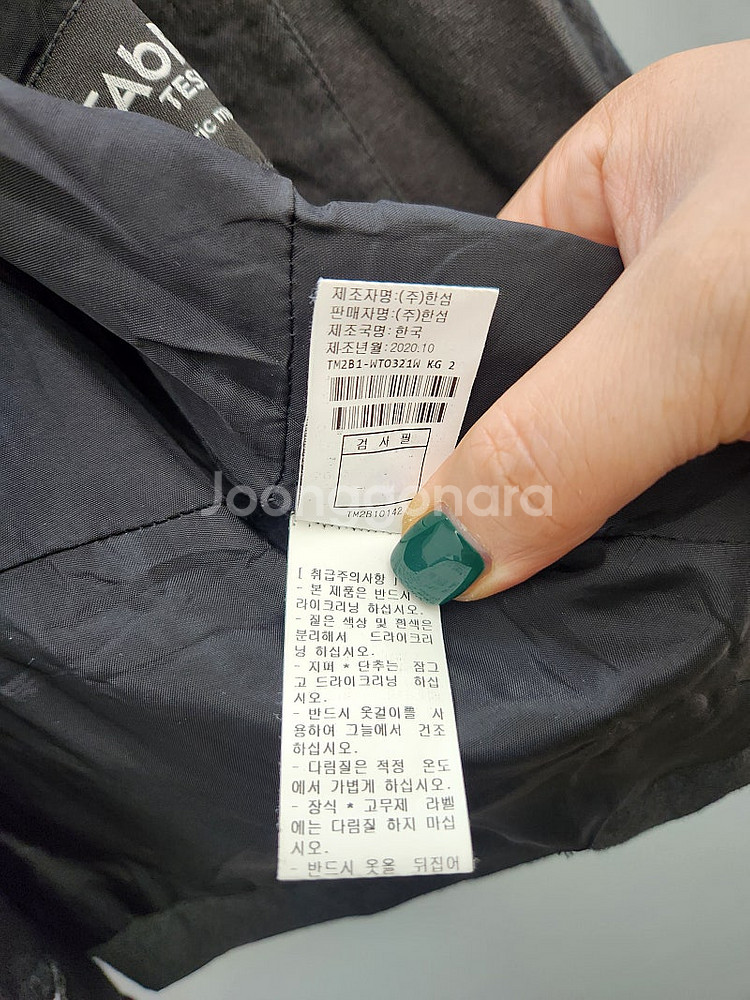 TES
제조자명:(주)한섬
판매자명:(주)한섬
제조국명:한국
제조년월:2020.10
TM2B1-WTO321W KG 2
검 사 필
TM2B10142
Joonggonara
[ 취급주의사항 ]
- 본 제품은 반드시
라이크리닝 하십시오.
- 짙은 색상 및 흰색은
분리해서 드라이크리
닝 하십시오.
- 지퍼 * 단추는 잠그
고 드라이크리닝 하십
시오.
- 반드시 옷걸이를 사
용하여 그늘에서 건조
하십시오.
- 다림질은 적정 온도
에서 가볍게 하십시오.
- 장식 * 고무제 라벨
에는 다림질 하지 마십
시오.
- 반드시 옷을 뒤집어